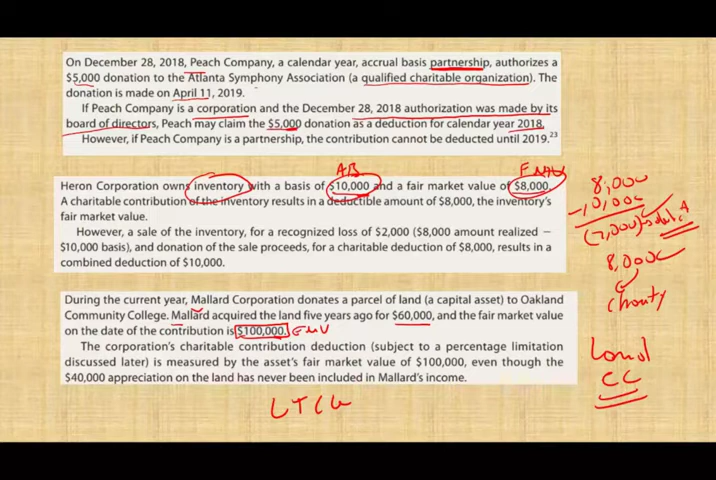 On December 28, 2018, Peach Company, a calendar year, accrual basis partnership, authorizes a
$5,000 donation to the Atlanta Symphony Association (a qualified charitable organization). The
donation is made on April 11, 2019.
If Peach Company is a corporation and the December 28, 2018 authorization was made by its
board of directors, Peach may claim the $5,000 donation as a deduction for calendar year 2018.
However, if Peach Company is a partnership, the contribution cannot be deducted until 2019.23
AB
FMV
Heron Corporation owns inventory with a basis of $10,000 and a fair market value of $8,000.
A charitable contribution of the inventory results in a deductible amount of $8,000, the inventory's
fair market value.
However, a sale of the inventory, for a recognized loss of $2,000 ($8,000 amount realized −
$10,000 basis), and donation of the sale proceeds, for a charitable deduction of $8,000, results in a
combined deduction of $10,000.
8,000
-10,000
8,000
charity
During the current year, Mallard Corporation donates a parcel of land (a capital asset) to Oakland
Community College. Mallard acquired the land five years ago for $60,000, and the fair market value
on the date of the contribution is $100,000. FMV
The corporation's charitable contribution deduction (subject to a percentage limitation
discussed later) is measured by the asset's fair market value of $100,000, even though the
$40,000 appreciation on the land has never been included in Mallard's income.
Land
CC
LTCG